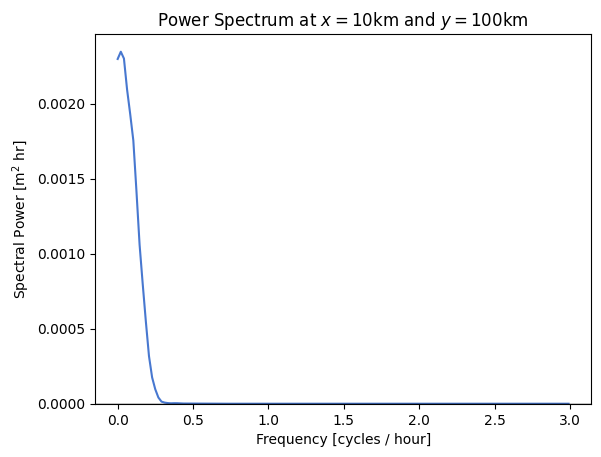 Power Spectrum at x = 10km and y = 100km
Spectral Power [m² hr]
0.0020
0.0015
0.0010
0.0005
0.0000
0.0 0.5 1.0 1.5 2.0 2.5 3.0
Frequency [cycles / hour]